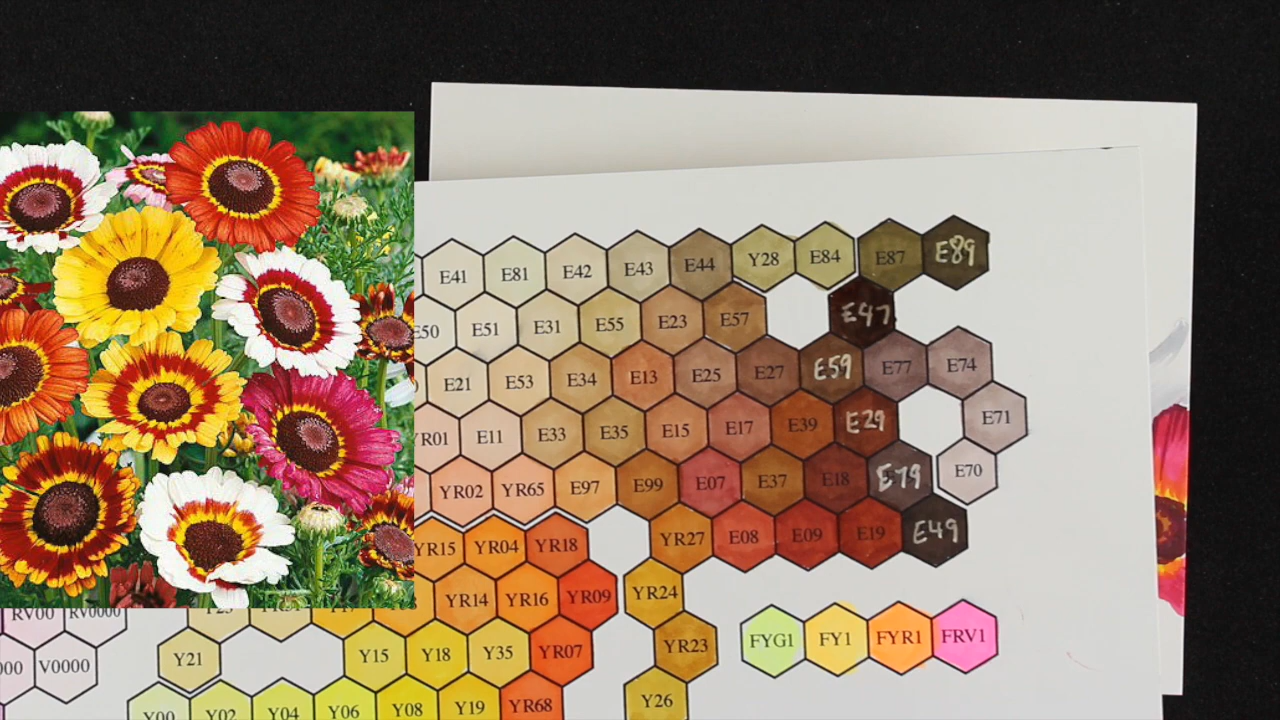 E41 E81 E42 E43 E44 Y28 E84 E87 E89
E50 E51 E31 E55 E23 E57 E47
E21 E53 E34 E13 E25 E27 E59 E77 E74
YR01 E11 E33 E35 E15 E17 E39 E29 E71
YR02 YR65 E97 E99 E07 E37 E18 E79 E70
YR15 YR04 YR18 YR27 E08 E09 E19 E49
RV00 RV0000 YR14 YR16 YR09 YR24
V0000 Y21 Y15 Y18 Y35 YR07 YR23 FYG1 FY1 FYR1 FRV1
Y00 Y02 Y04 Y06 Y08 Y19 YR68 Y26